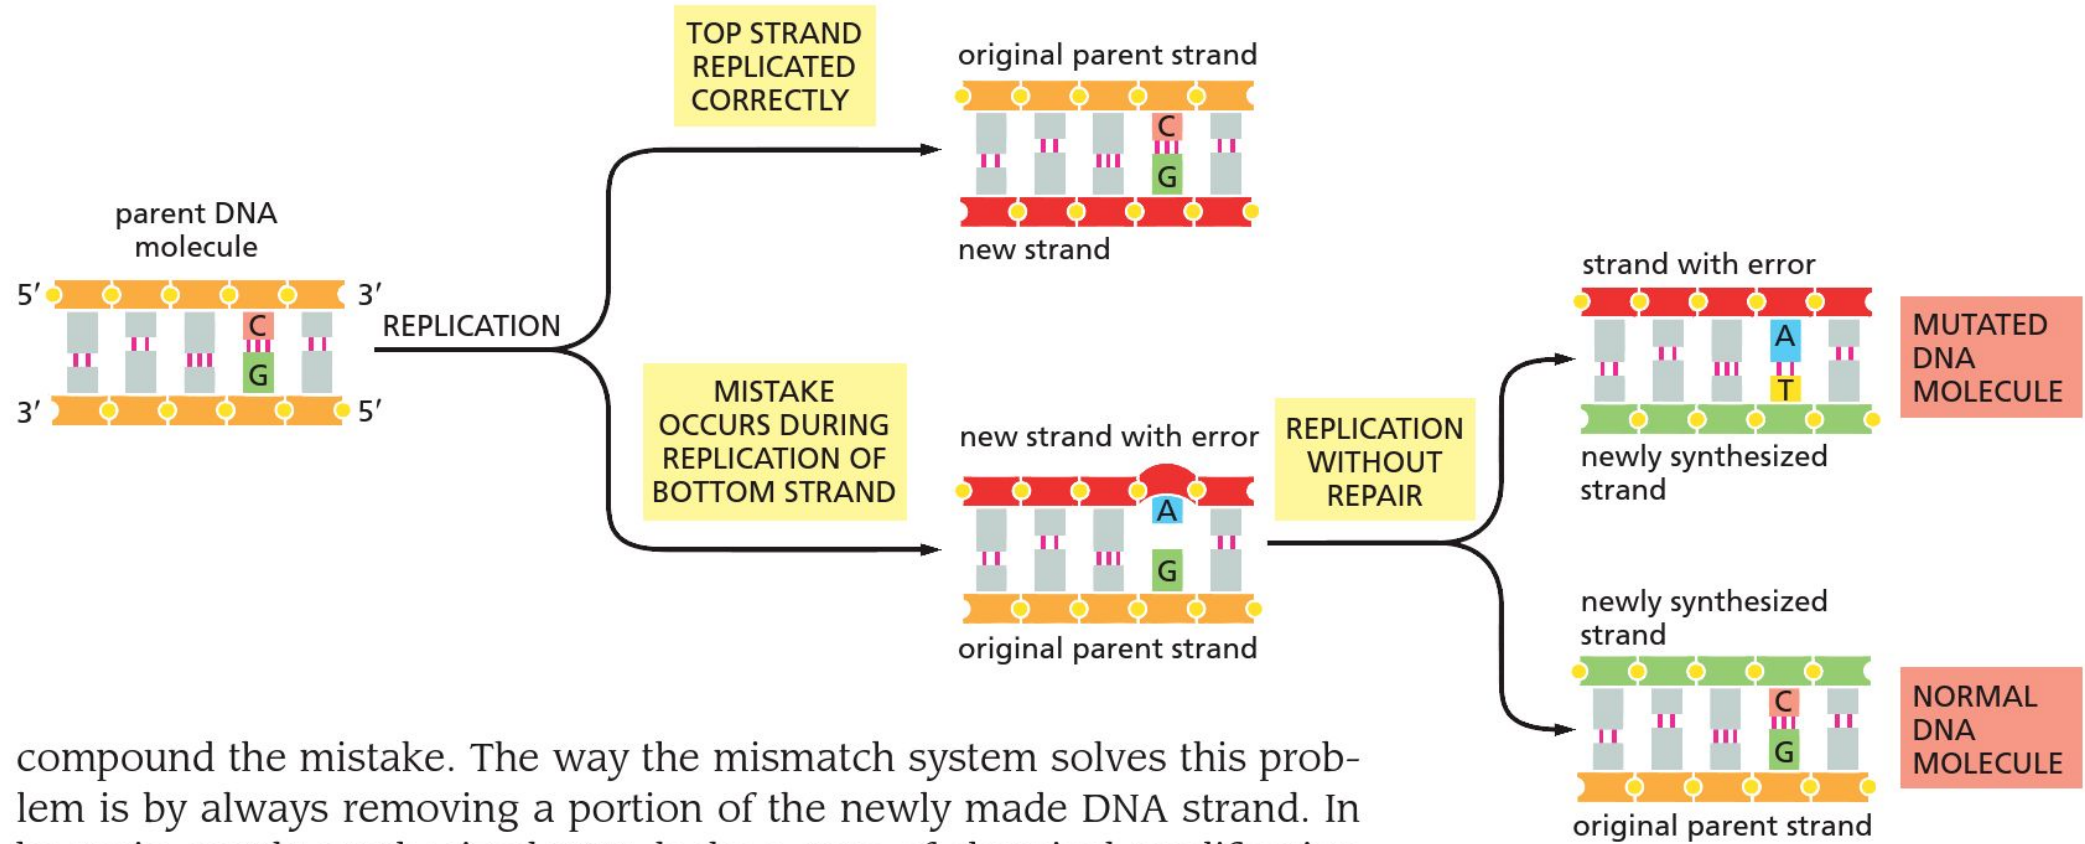 TOP STRAND
REPLICATED
CORRECTLY
original parent strand
C
G
new strand
parent DNA
molecule
5′
3′
C
G
3′
5′
REPLICATION
MISTAKE
OCCURS DURING
REPLICATION OF
BOTTOM STRAND
new strand with error
A
G
original parent strand
REPLICATION
WITHOUT
REPAIR
strand with error
A
T
newly synthesized
strand
MUTATED
DNA
MOLECULE
newly synthesized
strand
C
G
original parent strand
NORMAL
DNA
MOLECULE
compound the mistake. The way the mismatch system solves this prob-
lem is by always removing a portion of the newly made DNA strand. In